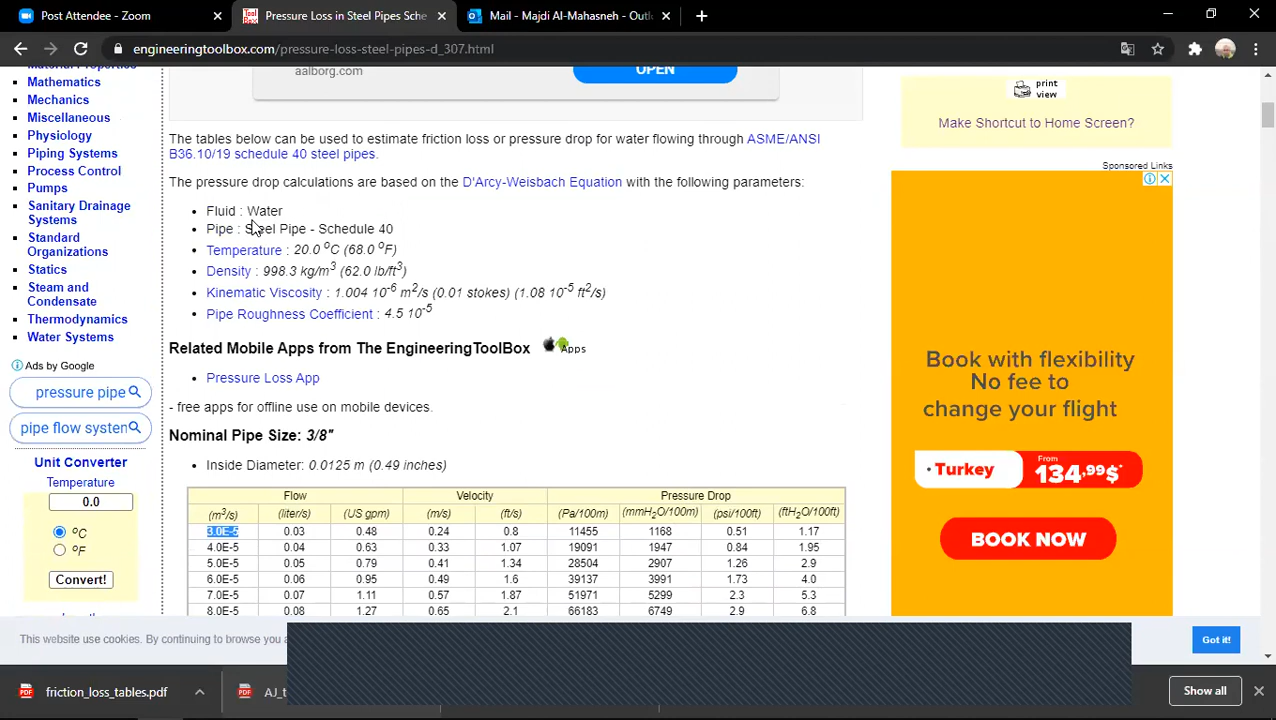 Post Attendee - Zoom
Pressure Loss in Steel Pipes Sche
Mail - Majdi Al-Mahasneh - Outlo
engineeringtoolbox.com/pressure-loss-steel-pipes-d_307.html
Material Properties
Mathematics
Mechanics
Miscellaneous
Physiology
Piping Systems
Process Control
Pumps
Sanitary Drainage
Systems
Standard
Organizations
Statics
Steam and
Condensate
Thermodynamics
Water Systems
Ads by Google
pressure pipe
pipe flow system
Unit Converter
Temperature
0.0
ºC
ºF
Convert!
aalborg.com
OPEN
The tables below can be used to estimate friction loss or pressure drop for water flowing through ASME/ANSI
B36.10/19 schedule 40 steel pipes.
The pressure drop calculations are based on the D'Arcy-Weisbach Equation with the following parameters:
• Fluid : Water
• Pipe : Steel Pipe - Schedule 40
• Temperature : 20.0 ºC (68.0 ºF)
• Density : 998.3 kg/m³ (62.0 lb/ft³)
• Kinematic Viscosity : 1.004 10⁻⁶ m²/s (0.01 stokes) (1.08 10⁻⁵ ft²/s)
• Pipe Roughness Coefficient : 4.5 10⁻⁵
Related Mobile Apps from The EngineeringToolBox Apps
• Pressure Loss App
- free apps for offline use on mobile devices.
Nominal Pipe Size: 3/8"
• Inside Diameter: 0.0125 m (0.49 inches)
Flow Velocity Pressure Drop
(m³/s) (liter/s) (US gpm) (m/s) (ft/s) (Pa/100m) (mmH₂O/100m) (psi/100ft) (ftH₂O/100ft)
3.0E-5 0.03 0.48 0.24 0.8 11455 1168 0.51 1.17
4.0E-5 0.04 0.63 0.33 1.07 19091 1947 0.84 1.95
5.0E-5 0.05 0.79 0.41 1.34 28504 2907 1.26 2.9
6.0E-5 0.06 0.95 0.49 1.6 39137 3991 1.73 4.0
7.0E-5 0.07 1.11 0.57 1.87 51971 5299 2.3 5.3
8.0E-5 0.08 1.27 0.65 2.1 66183 6749 2.9 6.8
print
view
Make Shortcut to Home Screen?
Sponsored Links
Book with flexibility
No fee to
change your flight
• Turkey
From
134,99$*
BOOK NOW
This website use cookies. By continuing to browse you
Got it!
friction_loss_tables.pdf
AJ_t
Show all